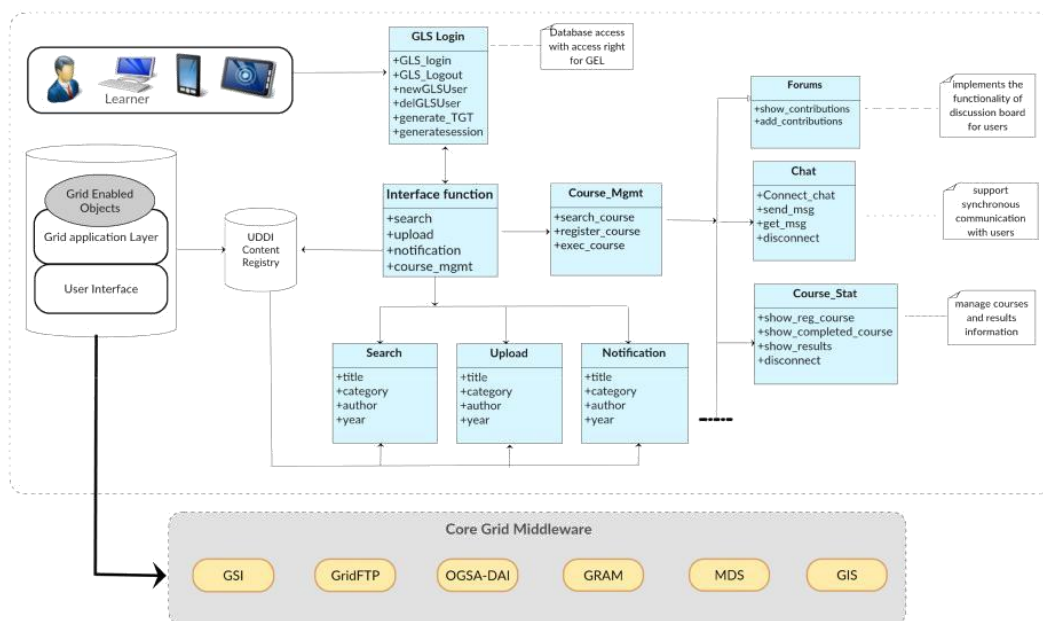 GLS Login
+GLS_login
+GLS_Logout
+newGLSUser
+delGLSUser
+generate_TGT
+generatesession
Database access
with access right
for GEL
Learner
Forums
+show_contributions
+add_contributions
implements the
functionality of
discussion board
for users
Grid Enabled
Objects
Grid application Layer
User Interface
UDDI
Content
Registry
Interface function
+search
+upload
+notification
+course_mgmt
Course_Mgmt
+search_course
+register_course
+exec_course
Chat
+Connect_chat
+send_msg
+get_msg
+disconnect
support
synchronous
communication
with users
Course_Stat
+show_reg_course
+show_completed_course
+show_results
+disconnect
manage courses
and results
information
Search
+title
+category
+author
+year
Upload
+title
+category
+author
+year
Notification
+title
+category
+author
+year
Core Grid Middleware
GSI
GridFTP
OGSA-DAI
GRAM
MDS
GIS